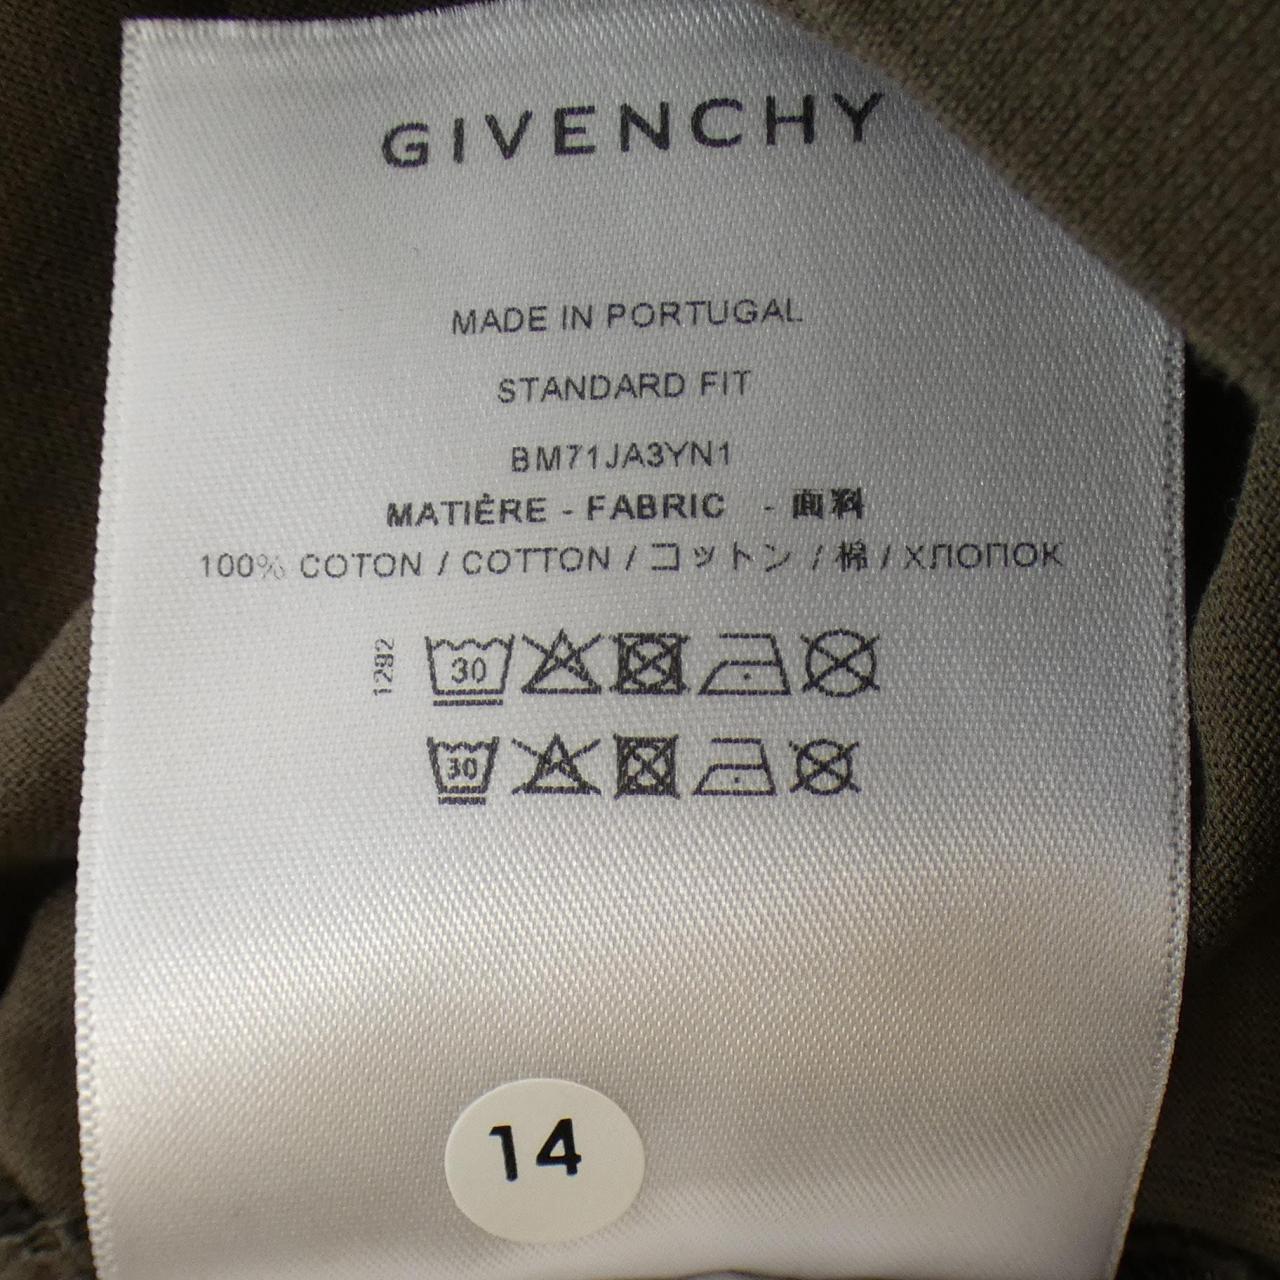 GIVENCHY
MADE IN PORTUGAL
STANDARD FIT
BM71JA3YN1
MATIÈRE - FABRIC - 面料
100% COTON / COTTON / コットン / 棉 / ХЛОПОК
1292
30
30
14